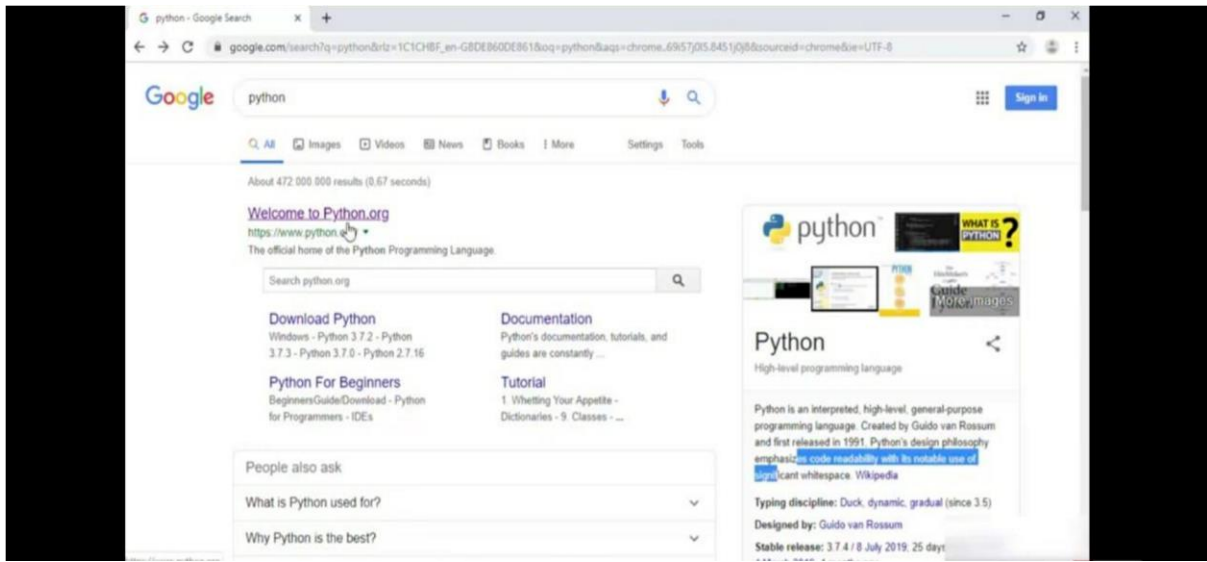 python - Google Search
google.com/search?q=python&rlz=1C1CHBF_en-GBDE860DE861&oq=python&aqs=chrome..69i57j0l5.8451j0j8&sourceid=chrome&ie=UTF-8
Google
python
Sign in
All Images Videos News Books More Settings Tools
About 472 000 000 results (0,67 seconds)
Welcome to Python.org
https://www.python.
The official home of the Python Programming Language.
Search python.org
Download Python
Windows - Python 3.7.2 - Python
3.7.3 - Python 3.7.0 - Python 2.7.16
Documentation
Python's documentation, tutorials, and
guides are constantly ...
Python For Beginners
BeginnersGuide/Download - Python
for Programmers - IDEs
Tutorial
1. Whetting Your Appetite -
Dictionaries - 9. Classes - ...
People also ask
What is Python used for?
Why Python is the best?
python
WHAT IS
PYTHON ?
PYTHON
Guide
More images
Python
High-level programming language
Python is an interpreted, high-level, general-purpose
programming language. Created by Guido van Rossum
and first released in 1991, Python's design philosophy
emphasizes code readability with its notable use of
significant whitespace. Wikipedia
Typing discipline: Duck, dynamic, gradual (since 3.5)
Designed by: Guido van Rossum
Stable release: 3.7.4 / 8 July 2019; 25 days